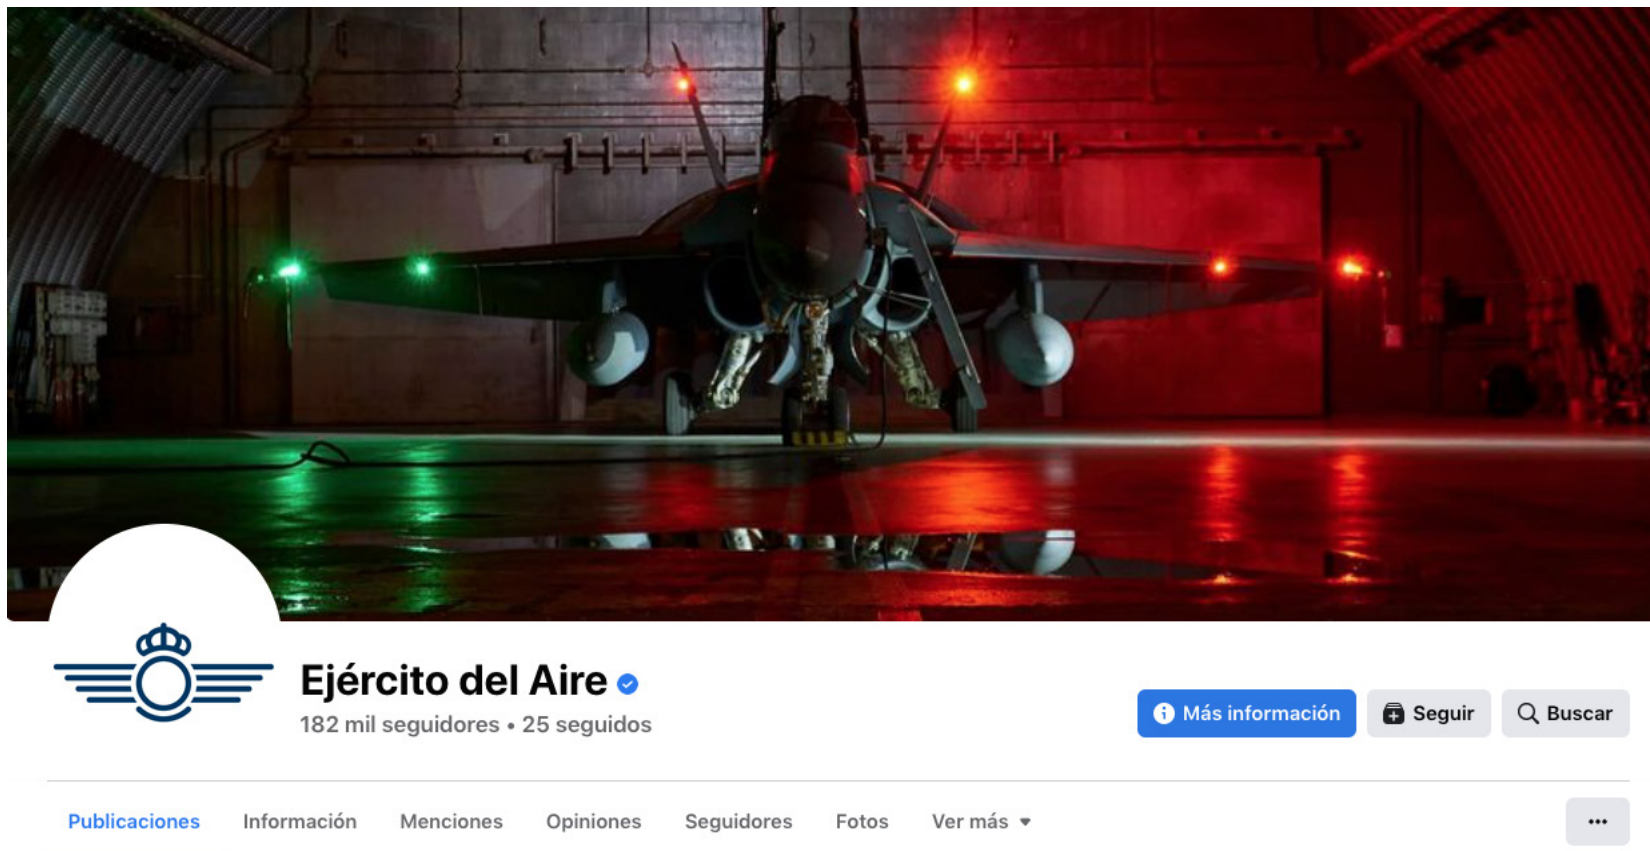 Ejército del Aire
182 mil seguidores • 25 seguidos
Más información
Seguir
Buscar
Publicaciones
Información
Menciones
Opiniones
Seguidores
Fotos
Ver más